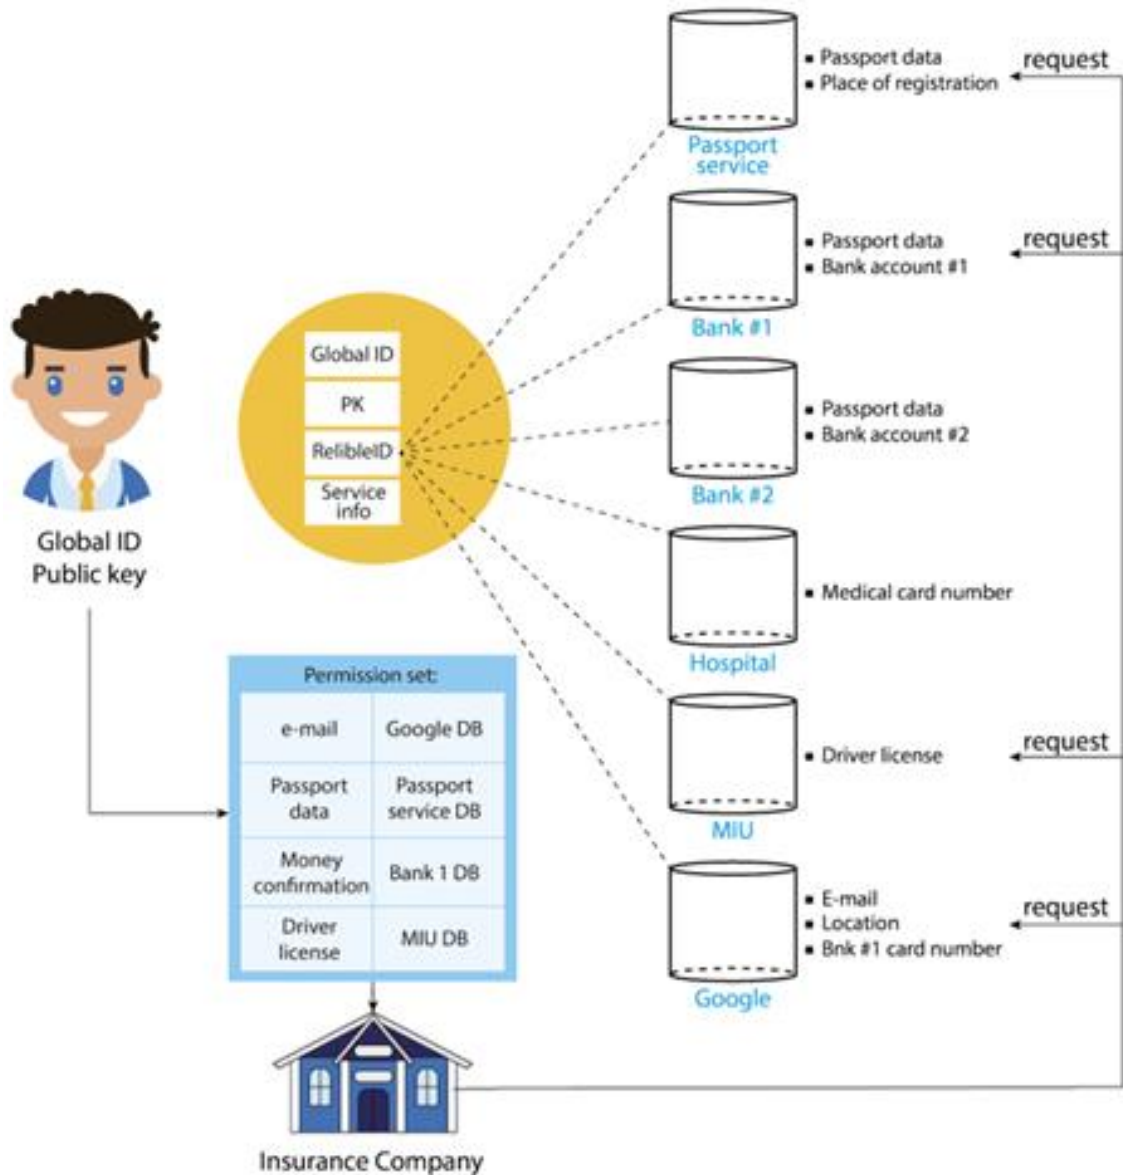 Passport data
Place of registration
request
Passport
service
Passport data
Bank account #1
request
Bank #1
Global ID
PK
RelibleID
Service
info
Passport data
Bank account #2
Bank #2
Global ID
Public key
Medical card number
Hospital
Permission set:
e-mail
Google DB
Passport
data
Passport
service DB
Money
confirmation
Bank 1 DB
Driver
license
MIU DB
Driver license
request
MIU
E-mail
Location
Bnk #1 card number
request
Google
Insurance Company